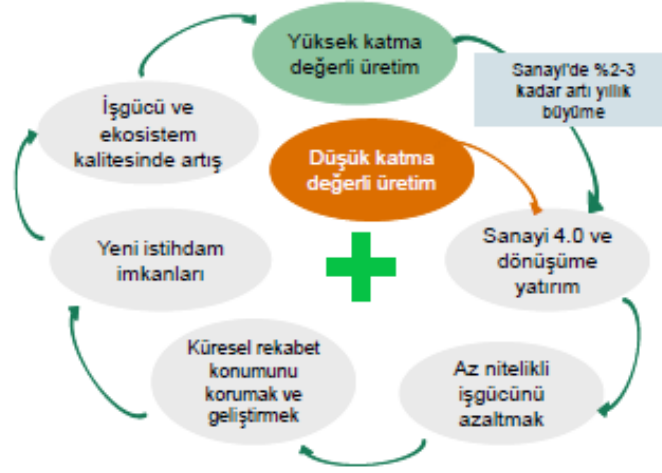 Yüksek katma
değerli üretim
Sanayi'de %2-3
kadar artı yıllık
büyüme
İşgücü ve
ekosistem
kalitesinde artış
Düşük katma
değerli üretim
Yeni istihdam
imkanları
Sanayi 4.0 ve
dönüşüme
yatırım
Küresel rekabet
konumunu
korumak ve
geliştirmek
Az nitelikli
işgücünü
azaltmak